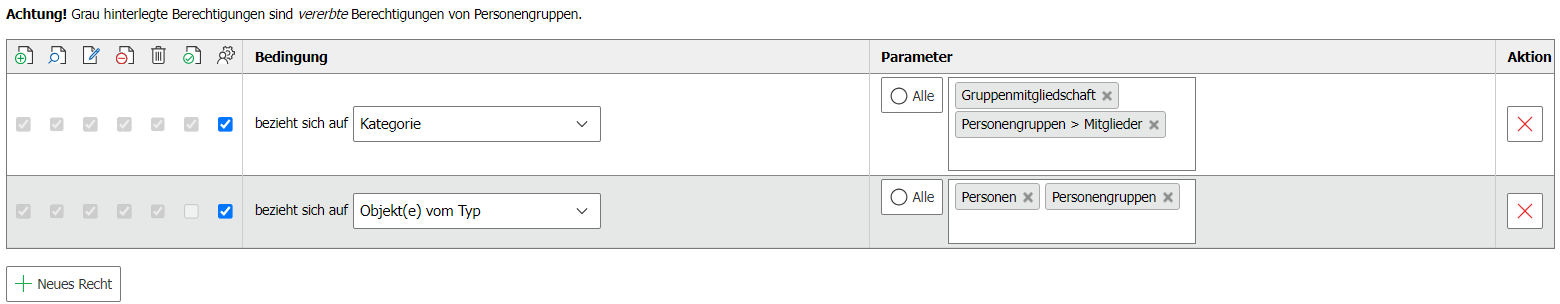 Achtung! Grau hinterlegte Berechtigungen sind vererbte Berechtigungen von Personengruppen.
Bedingung Parameter Aktion
bezieht sich auf Kategorie Alle Gruppenmitgliedschaft
Personengruppen > Mitglieder
bezieht sich auf Objekt(e) vom Typ Alle Personen Personengruppen
Neues Recht